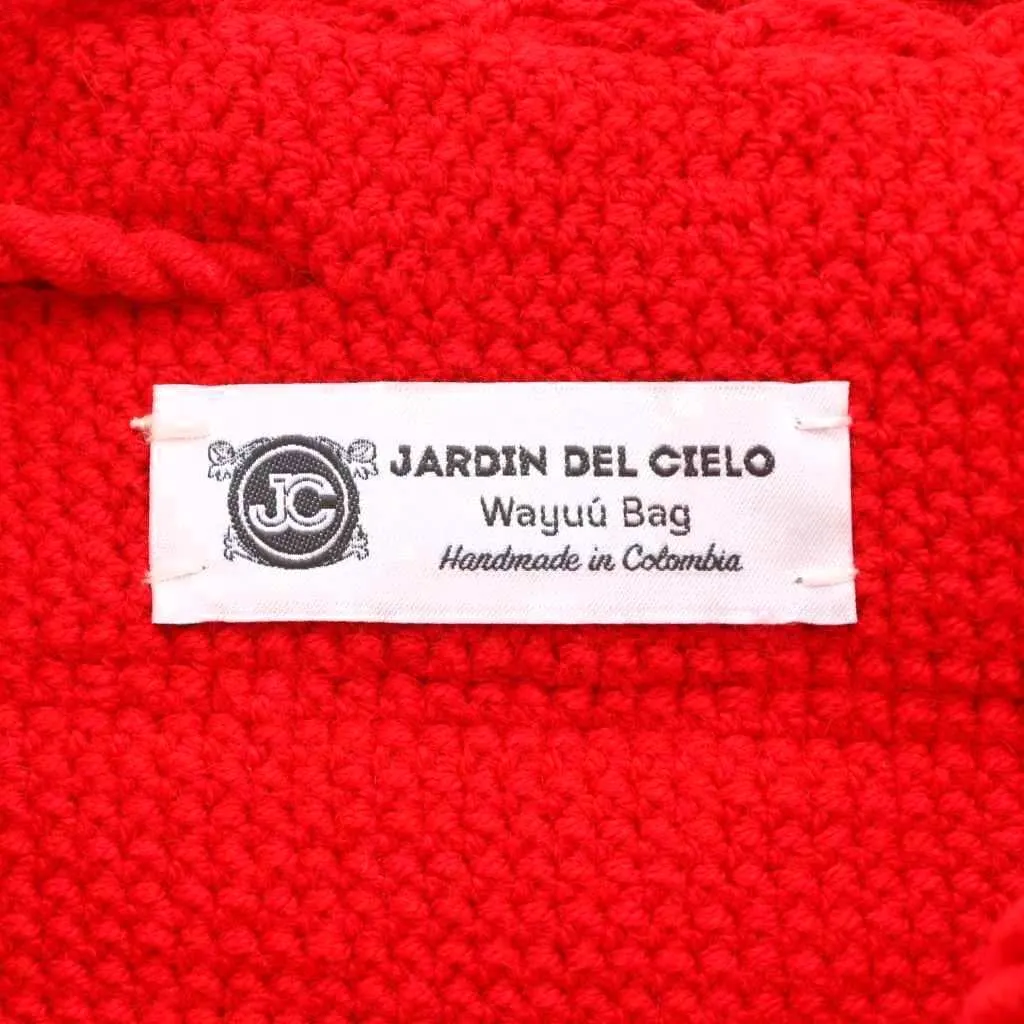 JC
JARDIN DEL CIELO
Wayuú Bag
Handmade in Colombia